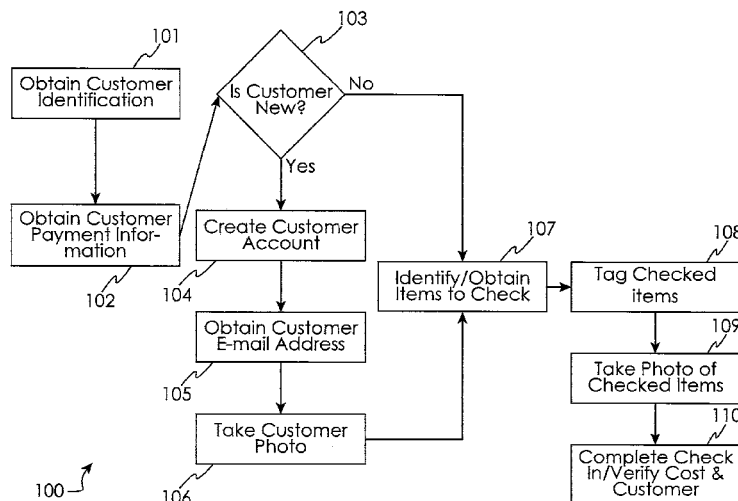 101
Obtain Customer
Identification
Obtain Customer
Payment Infor-
mation
102
103
Is Customer
New?
No
Yes
Create Customer
Account
104
Obtain Customer
E-mail Address
105
Take Customer
Photo
106
107
Identify/Obtain
Items to Check
108
Tag Checked
items
109
Take Photo of
Checked Items
110
Complete Check
In/Verify Cost &
Customer
100